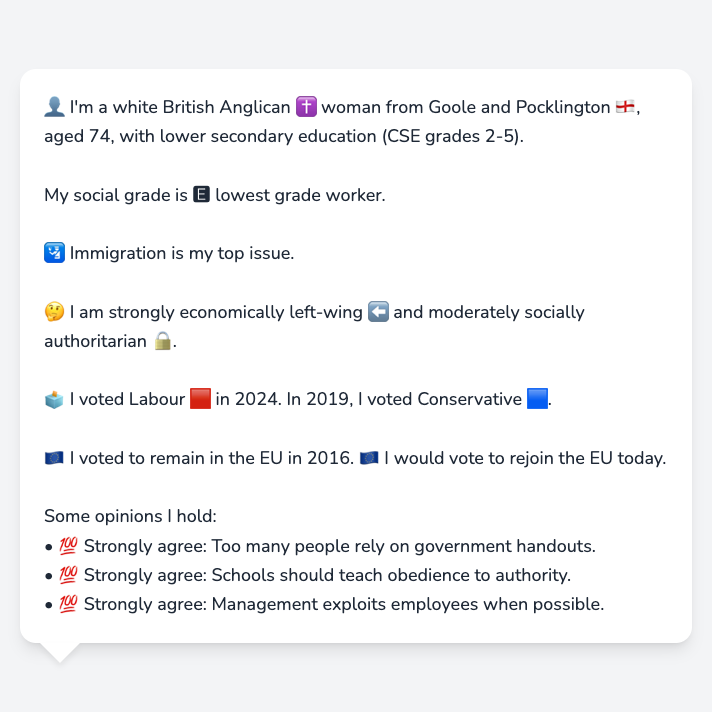 👤 I'm a white British Anglican ✝️ woman from Goole and Pocklington 🏴󠁧󠁢󠁥󠁮󠁧󠁿,
aged 74, with lower secondary education (CSE grades 2-5).
My social grade is 🅴 lowest grade worker.
🛂 Immigration is my top issue.
🤔 I am strongly economically left-wing ⬅️ and moderately socially
authoritarian 🔒.
🗳️ I voted Labour 🟥 in 2024. In 2019, I voted Conservative 🟦.
🇪🇺 I voted to remain in the EU in 2016. 🇪🇺 I would vote to rejoin the EU today.
Some opinions I hold:
• 💯 Strongly agree: Too many people rely on government handouts.
• 💯 Strongly agree: Schools should teach obedience to authority.
• 💯 Strongly agree: Management exploits employees when possible.